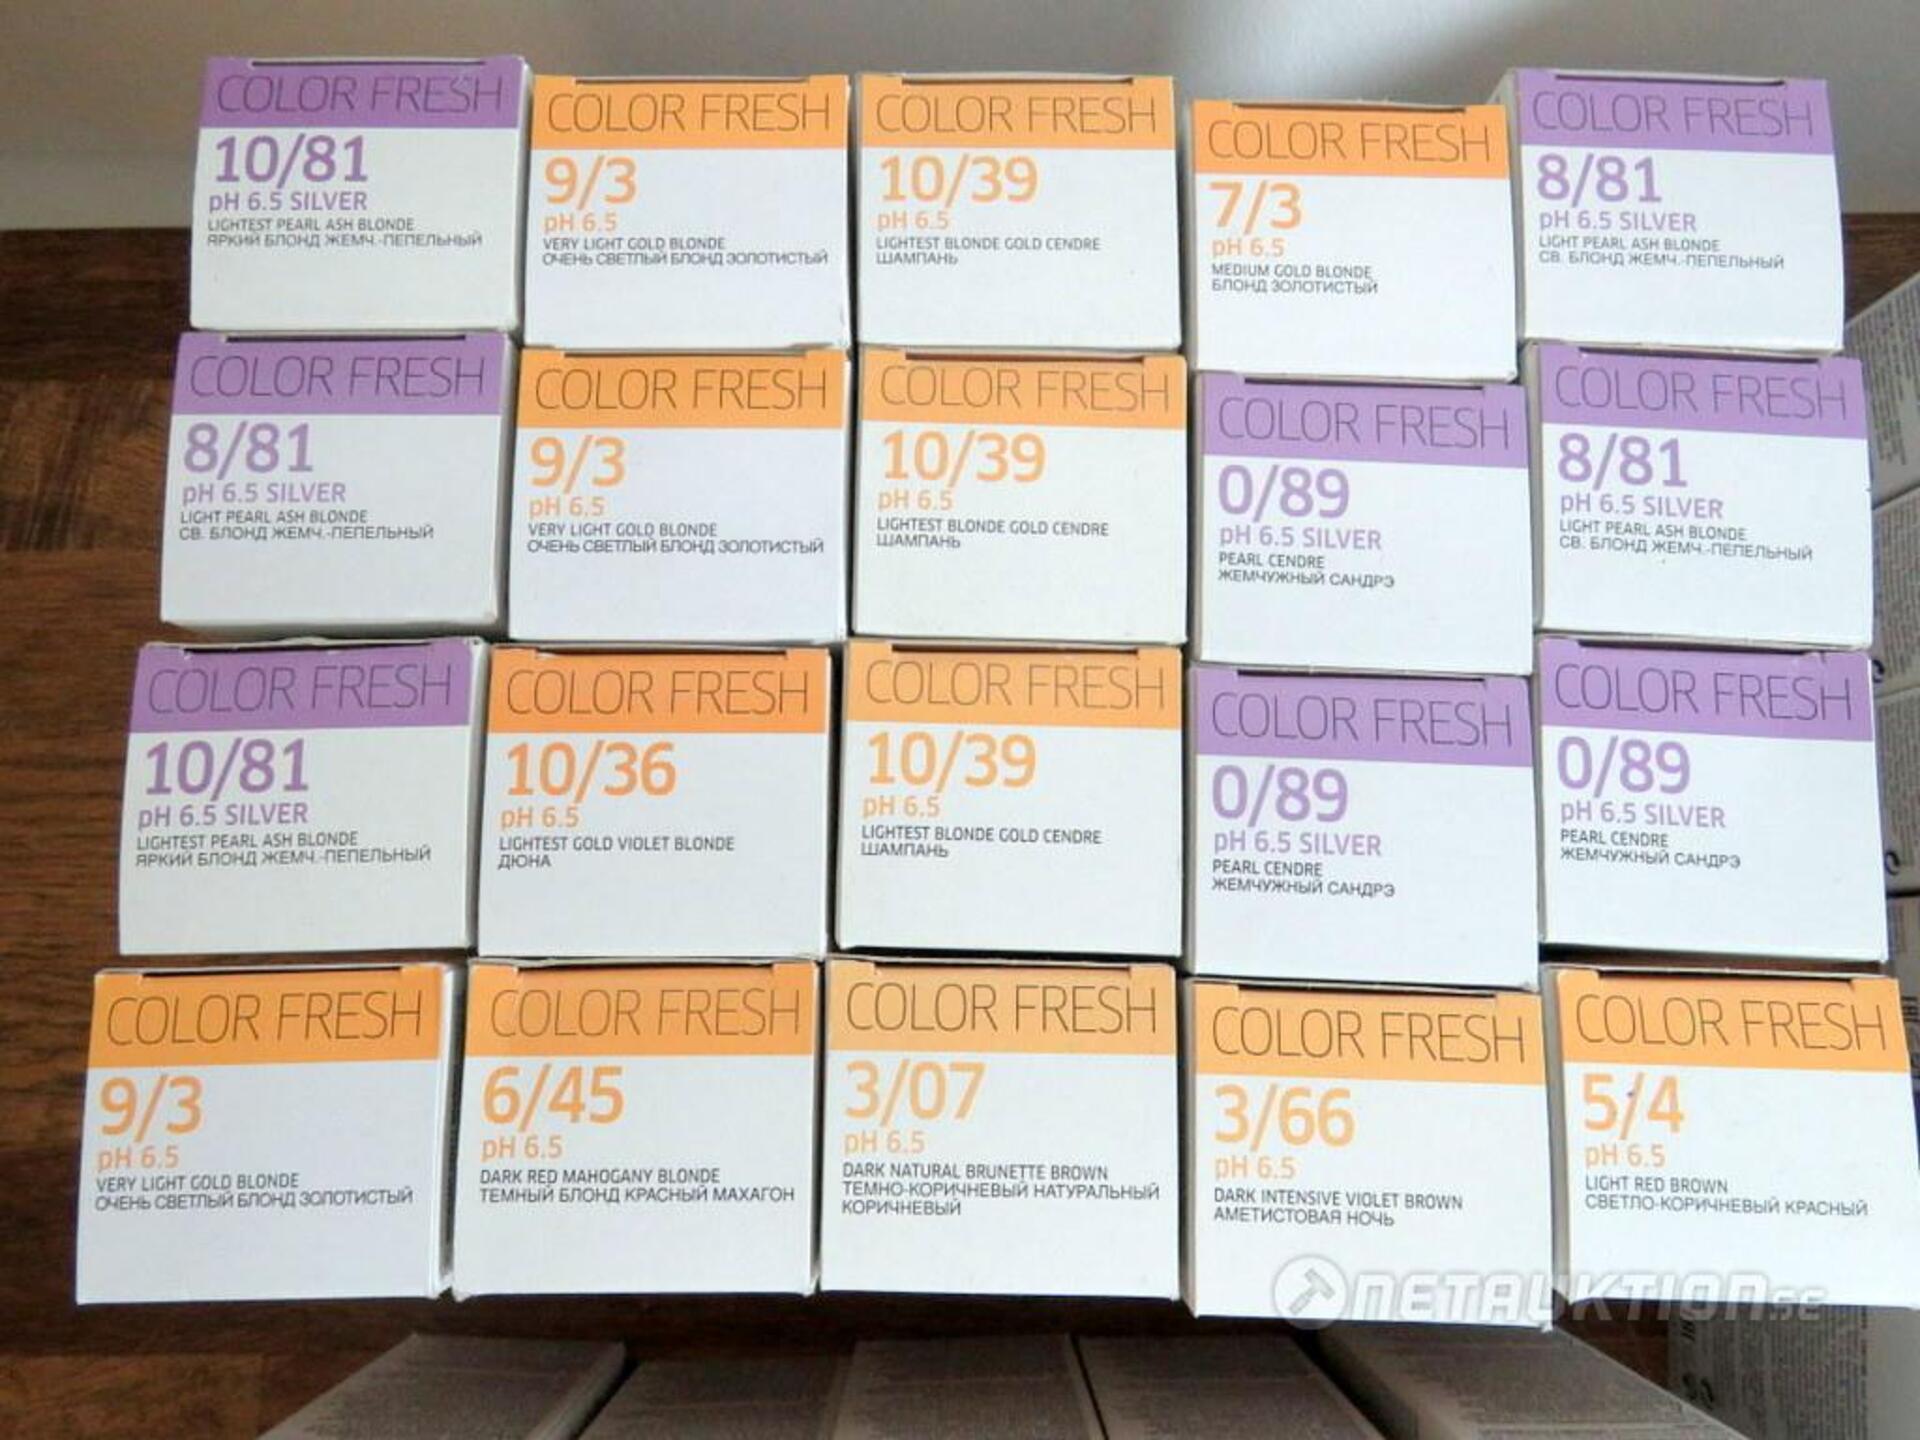 COLOR FRESH
10/81
pH 6.5 SILVER
LIGHTEST PEARL ASH BLONDE
ЯРКИЙ БЛОНД ЖЕМЧ.-ПЕПЕЛЬНЫЙ
COLOR FRESH
9/3
pH 6.5
VERY LIGHT GOLD BLONDE
ОЧЕНЬ СВЕТЛЫЙ БЛОНД ЗОЛОТИСТЫЙ
COLOR FRESH
10/39
pH 6.5
LIGHTEST BLONDE GOLD CENDRE
ШАМПАНЬ
COLOR FRESH
7/3
pH 6.5
MEDIUM GOLD BLONDE
БЛОНД ЗОЛОТИСТЫЙ
COLOR FRESH
8/81
pH 6.5 SILVER
LIGHT PEARL ASH BLONDE
СВ. БЛОНД ЖЕМЧ.-ПЕПЕЛЬНЫЙ
COLOR FRESH
8/81
pH 6.5 SILVER
LIGHT PEARL ASH BLONDE
СВ. БЛОНД ЖЕМЧ.-ПЕПЕЛЬНЫЙ
COLOR FRESH
9/3
pH 6.5
VERY LIGHT GOLD BLONDE
ОЧЕНЬ СВЕТЛЫЙ БЛОНД ЗОЛОТИСТЫЙ
COLOR FRESH
10/39
pH 6.5
LIGHTEST BLONDE GOLD CENDRE
ШАМПАНЬ
COLOR FRESH
0/89
pH 6.5 SILVER
PEARL CENDRE
ЖЕМЧУЖНЫЙ САНДРЭ
COLOR FRESH
8/81
pH 6.5 SILVER
LIGHT PEARL ASH BLONDE
СВ. БЛОНД ЖЕМЧ.-ПЕПЕЛЬНЫЙ
COLOR FRESH
10/81
pH 6.5 SILVER
LIGHTEST PEARL ASH BLONDE
ЯРКИЙ БЛОНД ЖЕМЧ.-ПЕПЕЛЬНЫЙ
COLOR FRESH
10/36
pH 6.5
LIGHTEST GOLD VIOLET BLONDE
ДЮНА
COLOR FRESH
10/39
pH 6.5
LIGHTEST BLONDE GOLD CENDRE
ШАМПАНЬ
COLOR FRESH
0/89
pH 6.5 SILVER
PEARL CENDRE
ЖЕМЧУЖНЫЙ САНДРЭ
COLOR FRESH
0/89
pH 6.5 SILVER
PEARL CENDRE
ЖЕМЧУЖНЫЙ САНДРЭ
COLOR FRESH
9/3
pH 6.5
VERY LIGHT GOLD BLONDE
ОЧЕНЬ СВЕТЛЫЙ БЛОНД ЗОЛОТИСТЫЙ
COLOR FRESH
6/45
pH 6.5
DARK RED MAHOGANY BLONDE
ТЕМНЫЙ БЛОНД КРАСНЫЙ МАХАГОН
COLOR FRESH
3/07
pH 6.5
DARK NATURAL BRUNETTE BROWN
ТЕМНО-КОРИЧНЕВЫЙ НАТУРАЛЬНЫЙ
КОРИЧНЕВЫЙ
COLOR FRESH
3/66
pH 6.5
DARK INTENSIVE VIOLET BROWN
АМЕТИСТОВАЯ НОЧЬ
COLOR FRESH
5/4
pH 6.5
LIGHT RED BROWN
СВЕТЛО-КОРИЧНЕВЫЙ КРАСНЫЙ
NETAUKTION.SE